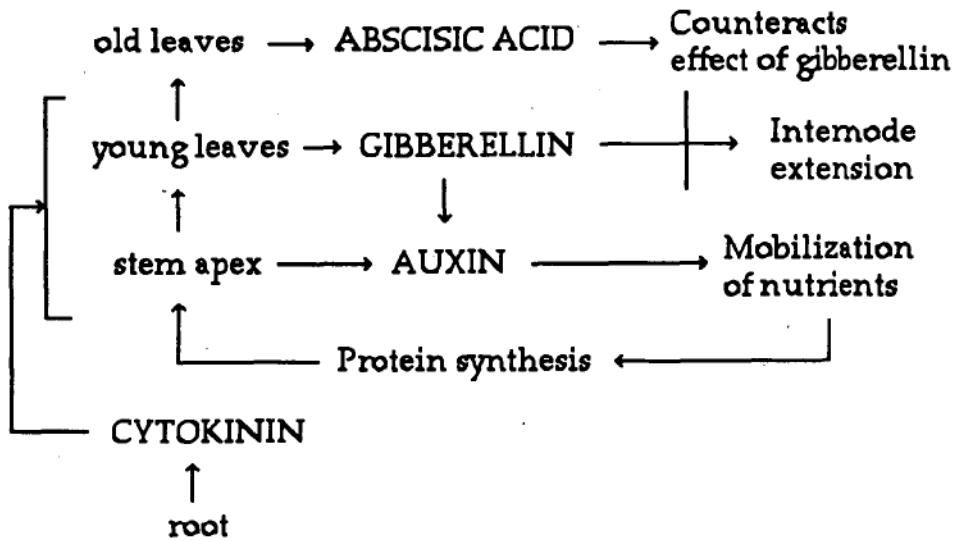 old leaves → ABSCISIC ACID → Counteracts
effect of gibberellin
young leaves → GIBBERELLIN → Internode
extension
stem apex → AUXIN → Mobilization
of nutrients
Protein synthesis
CYTOKININ
root